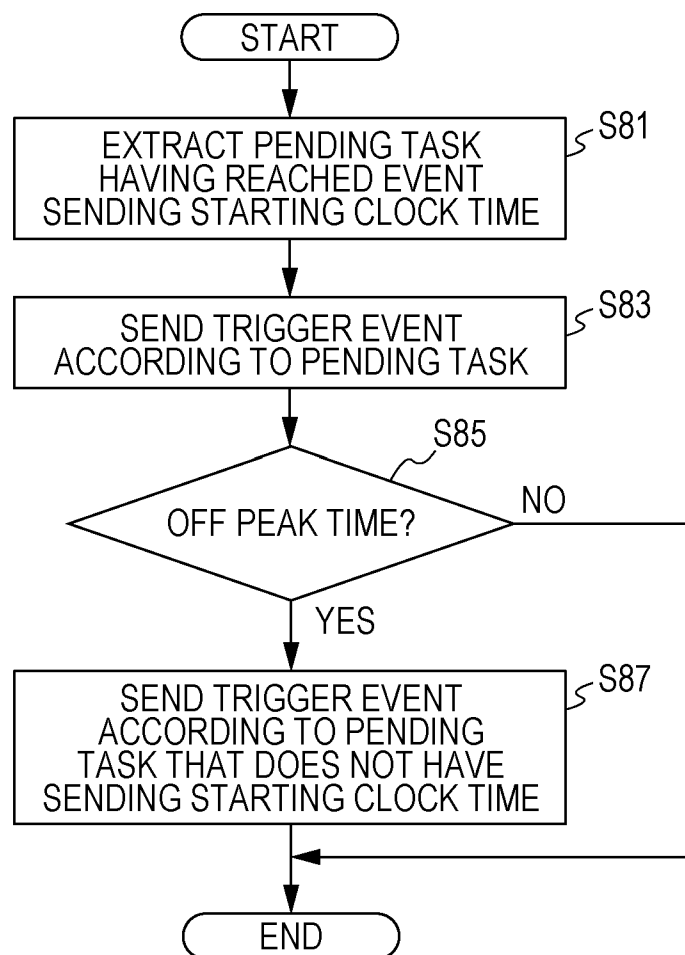 START
S81
EXTRACT PENDING TASK
HAVING REACHED EVENT
SENDING STARTING CLOCK TIME
S83
SEND TRIGGER EVENT
ACCORDING TO PENDING TASK
S85
OFF PEAK TIME?
NO
YES
S87
SEND TRIGGER EVENT
ACCORDING TO PENDING
TASK THAT DOES NOT HAVE
SENDING STARTING CLOCK TIME
END